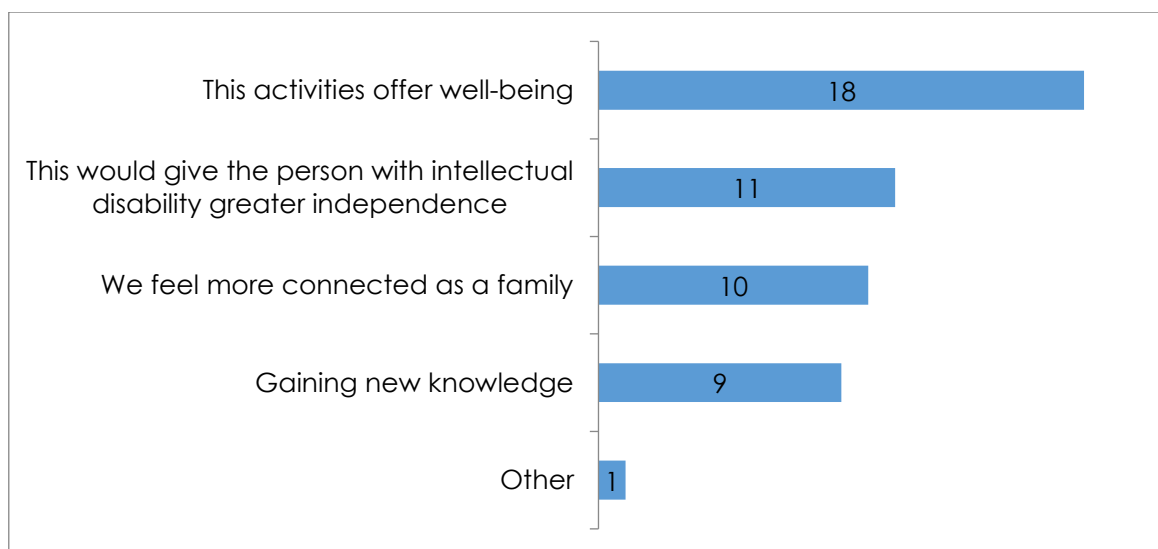 This activities offer well-being
18
This would give the person with intellectual
disability greater independence
11
We feel more connected as a family
10
Gaining new knowledge
9
Other
1